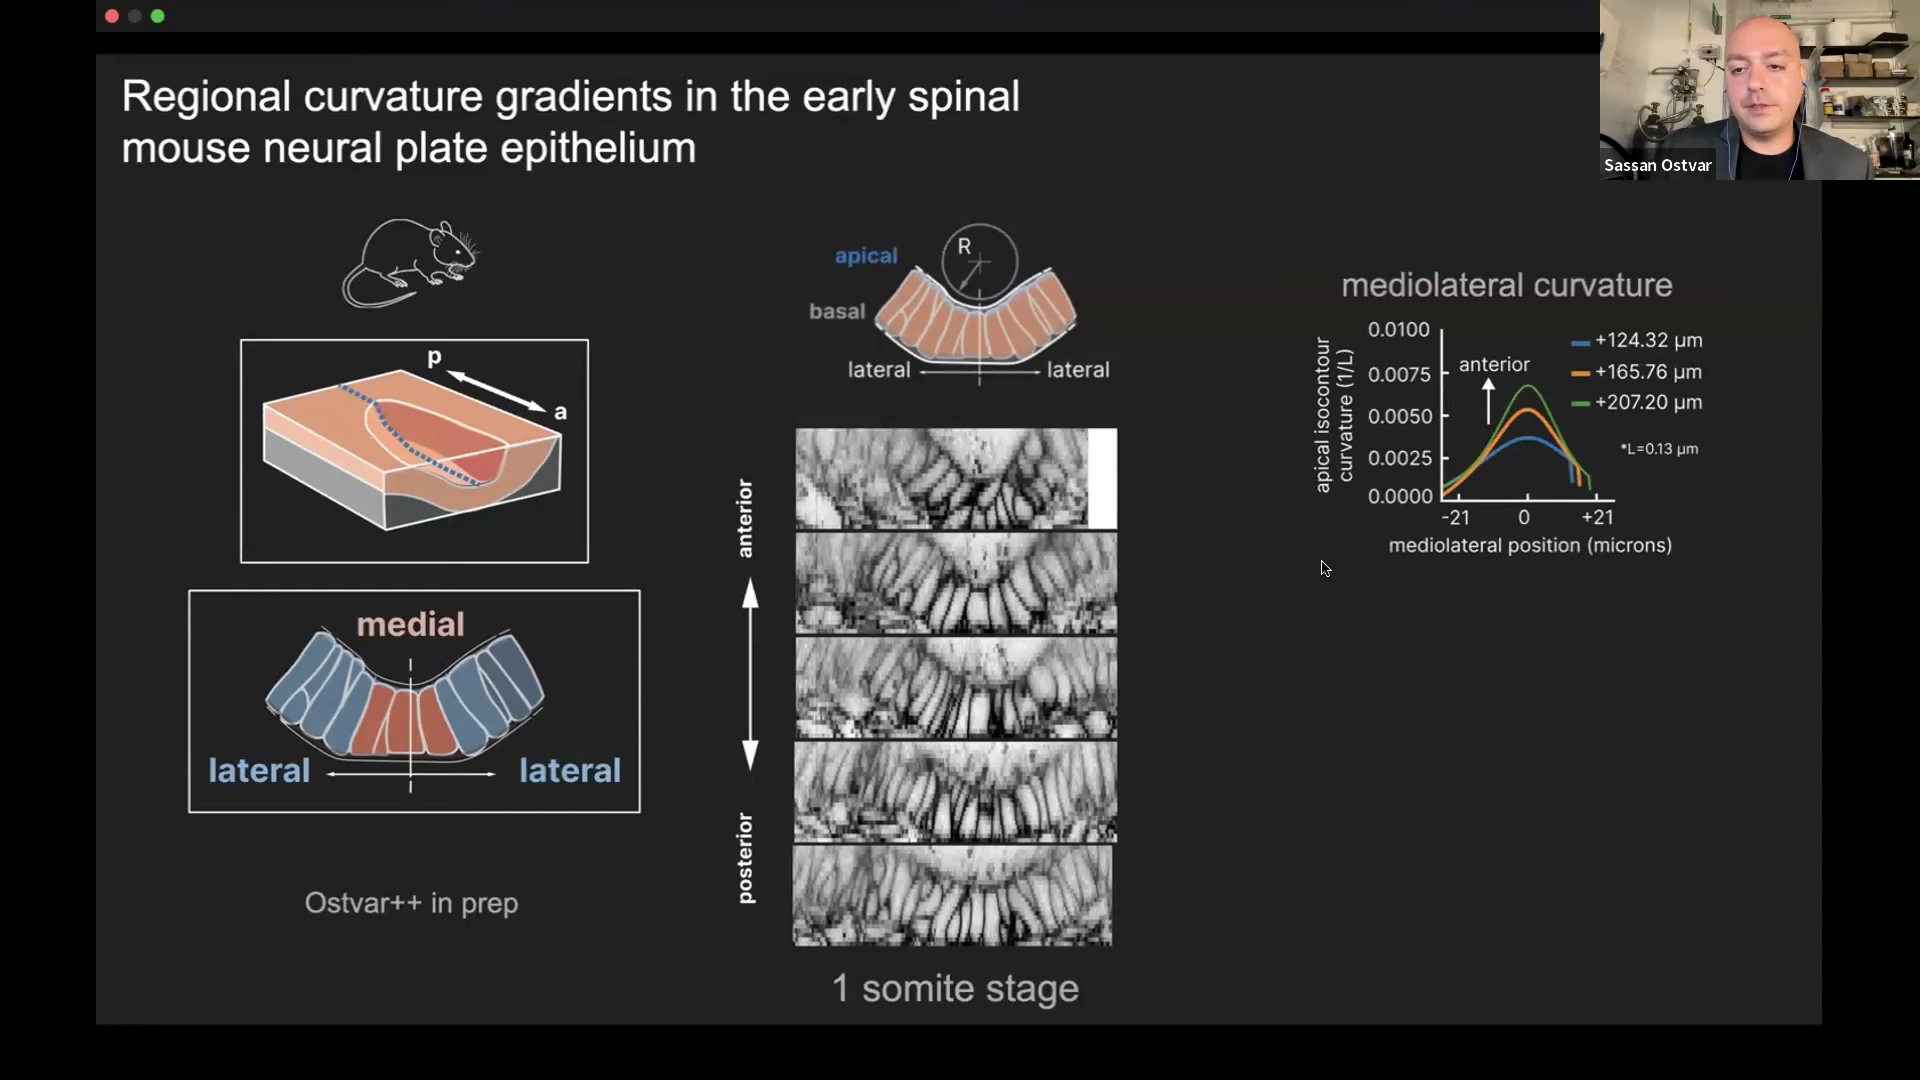 Regional curvature gradients in the early spinal
mouse neural plate epithelium
Sassan Ostvar
p
a
medial
lateral
lateral
Ostvar++ in prep
apical
R
basal
lateral
lateral
anterior
posterior
1 somite stage
mediolateral curvature
apical isocontour
curvature (1/L)
0.0100
0.0075
0.0050
0.0025
0.0000
anterior
+124.32 µm
+165.76 µm
+207.20 µm
*L=0.13 µm
-21
0
+21
mediolateral position (microns)